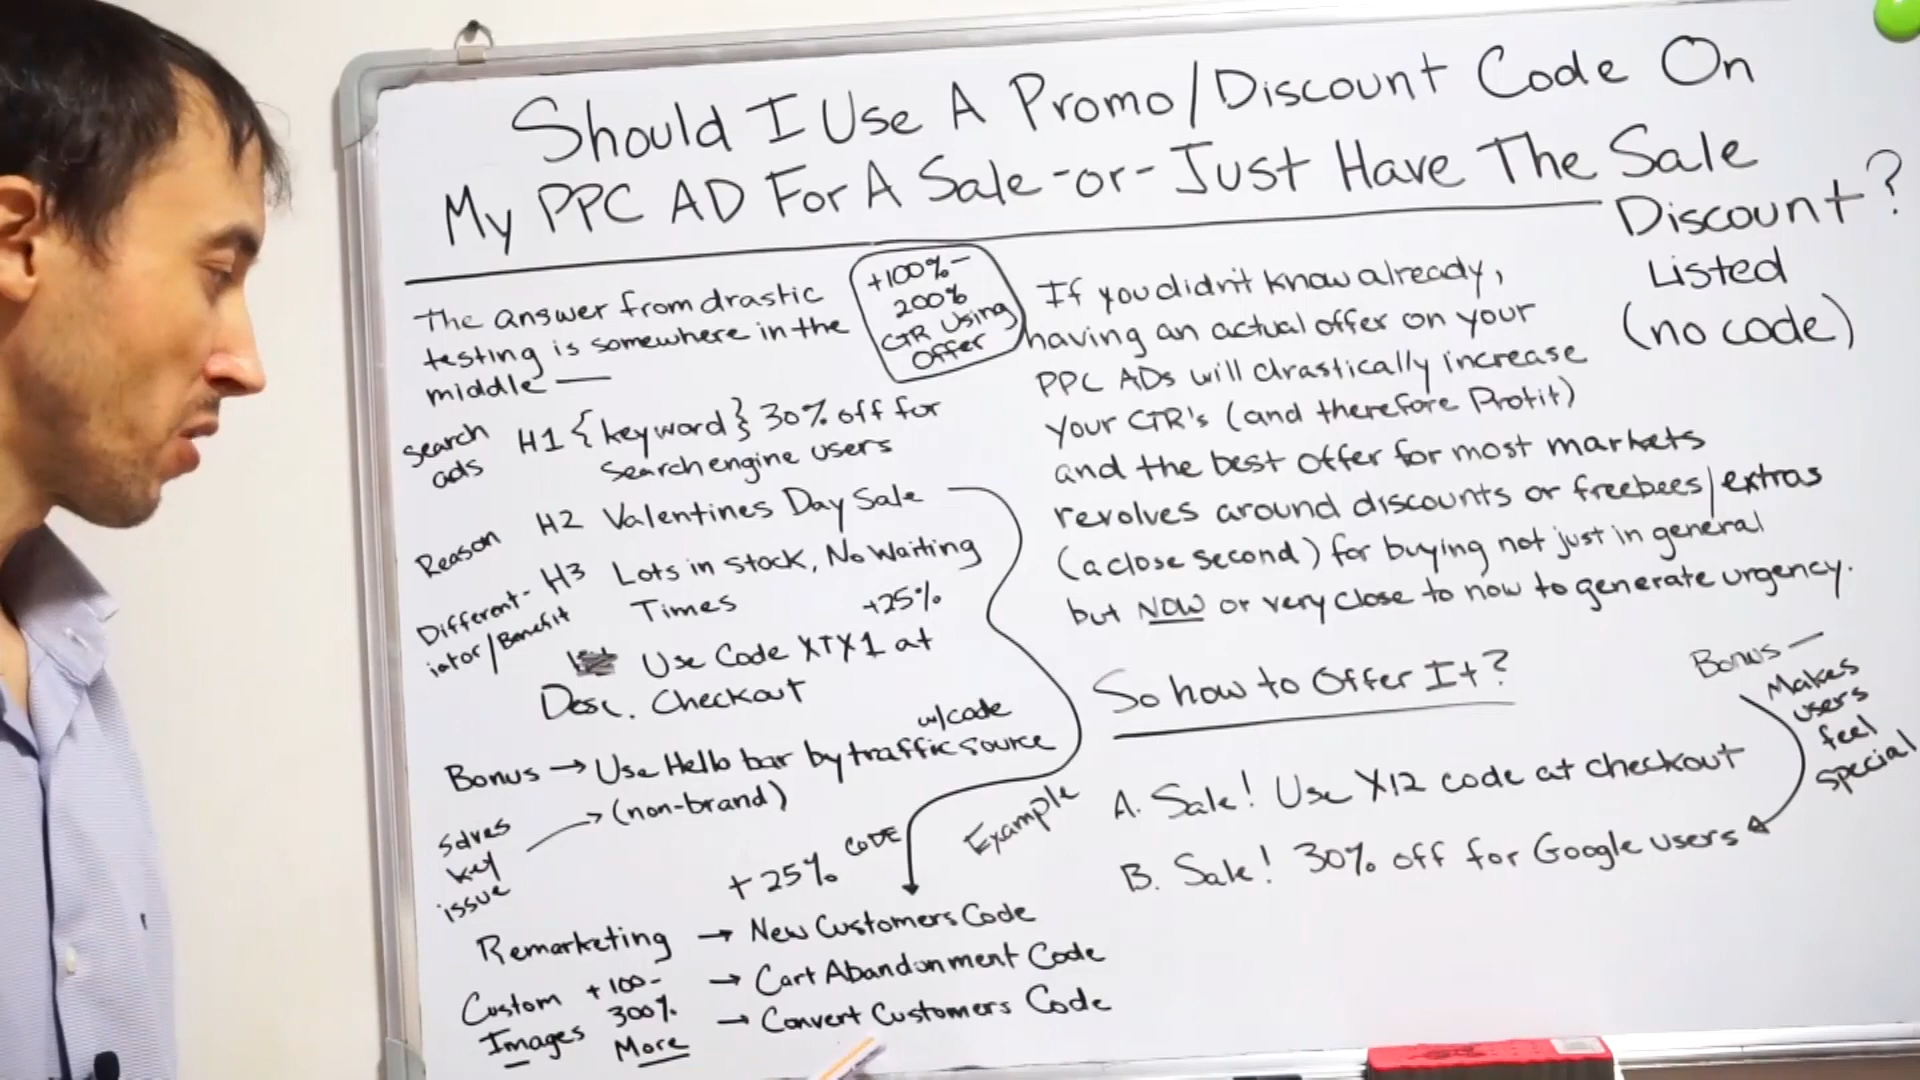 Should I Use A Promo/Discount Code On
My PPC AD For A Sale -or- Just Have The Sale
Discount?
Listed
(no code)
The answer from drastic
testing is somewhere in the
middle —
+100%-
200%
CTR Using
Offer
search
ads
H1 {keyword} 30% off for
Search engine users
Reason H2 Valentines Day Sale
Different-
iator/Benefit
H3 Lots in stock, No Waiting
Times +25%
Use Code XTX1 at
Desc. Checkout
w/code
Bonus → Use Hello bar by traffic source
(non-brand)
Solves
key
issue
+25% CODE
Example
Remarketing → New Customers Code
→ Cart Abandonment Code
→ Convert Customers Code
Custom
Images
+100-
300%
More
If you didn't know already,
having an actual offer on your
PPC ADs will drastically increase
your CTR's (and therefore Profit)
and the best offer for most markets
revolves around discounts or freebees/extras
(a close second) for buying not just in general
but NOW or very close to now to generate urgency.
So how to Offer It?
A. Sale! Use X12 code at checkout
B. Sale! 30% off for Google users
Bonus —
Makes
users
feel
special